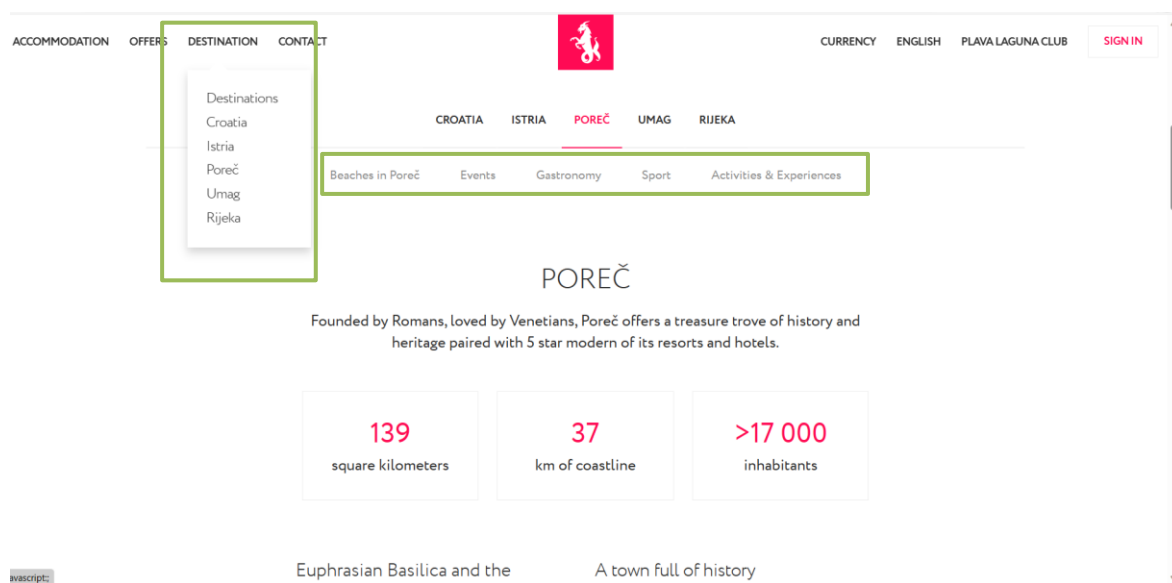 ACCOMMODATION OFFERS DESTINATION CONTACT CURRENCY ENGLISH PLAVA LAGUNA CLUB SIGN IN
Destinations
Croatia
Istria
Poreč
Umag
Rijeka
CROATIA ISTRIA POREČ UMAG RIJEKA
Beaches in Poreč Events Gastronomy Sport Activities & Experiences
POREČ
Founded by Romans, loved by Venetians, Poreč offers a treasure trove of history and
heritage paired with 5 star modern of its resorts and hotels.
139 37 >17 000
square kilometers km of coastline inhabitants
Euphrasian Basilica and the A town full of history
avascript:;